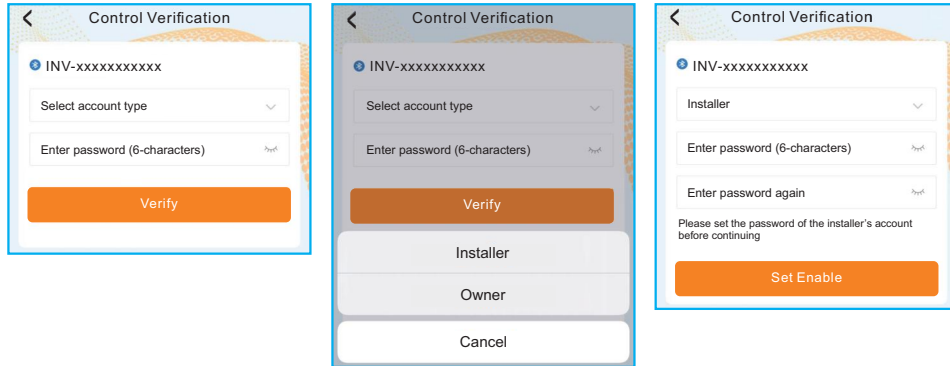 Control Verification
INV-xxxxxxxxxxx
Select account type
Enter password (6-characters)
Verify
Control Verification
INV-xxxxxxxxxxx
Select account type
Enter password (6-characters)
Verify
Installer
Owner
Cancel
Control Verification
INV-xxxxxxxxxxx
Installer
Enter password (6-characters)
Enter password again
Please set the password of the installer's account
before continuing
Set Enable